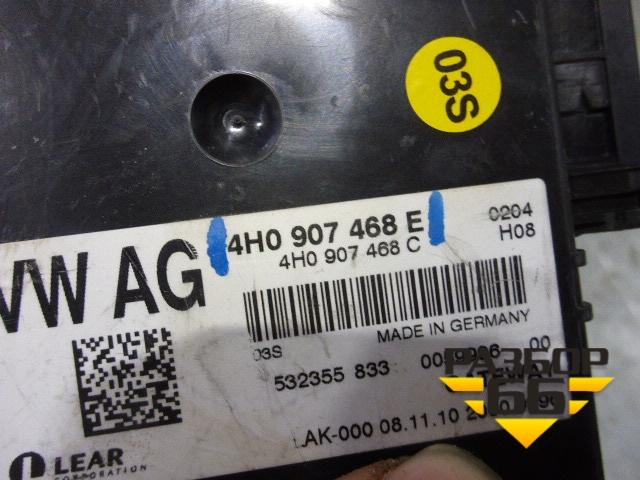 03S
VW AG
4H0 907 468 E
4H0 907 468 C
0204
H08
03S
MADE IN GERMANY
532355 833
00
РАЗБОР
66
LAK-000 08.11.10
LEAR
CORPORATION